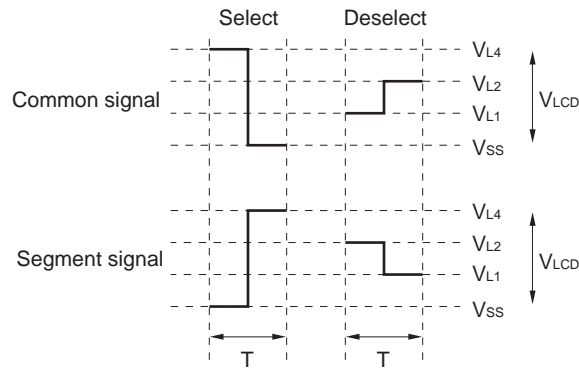 Select Deselect
Common signal
VL4
VL2
VL1
VSS
VLCD
Segment signal
VL4
VL2
VL1
VSS
VLCD
T T